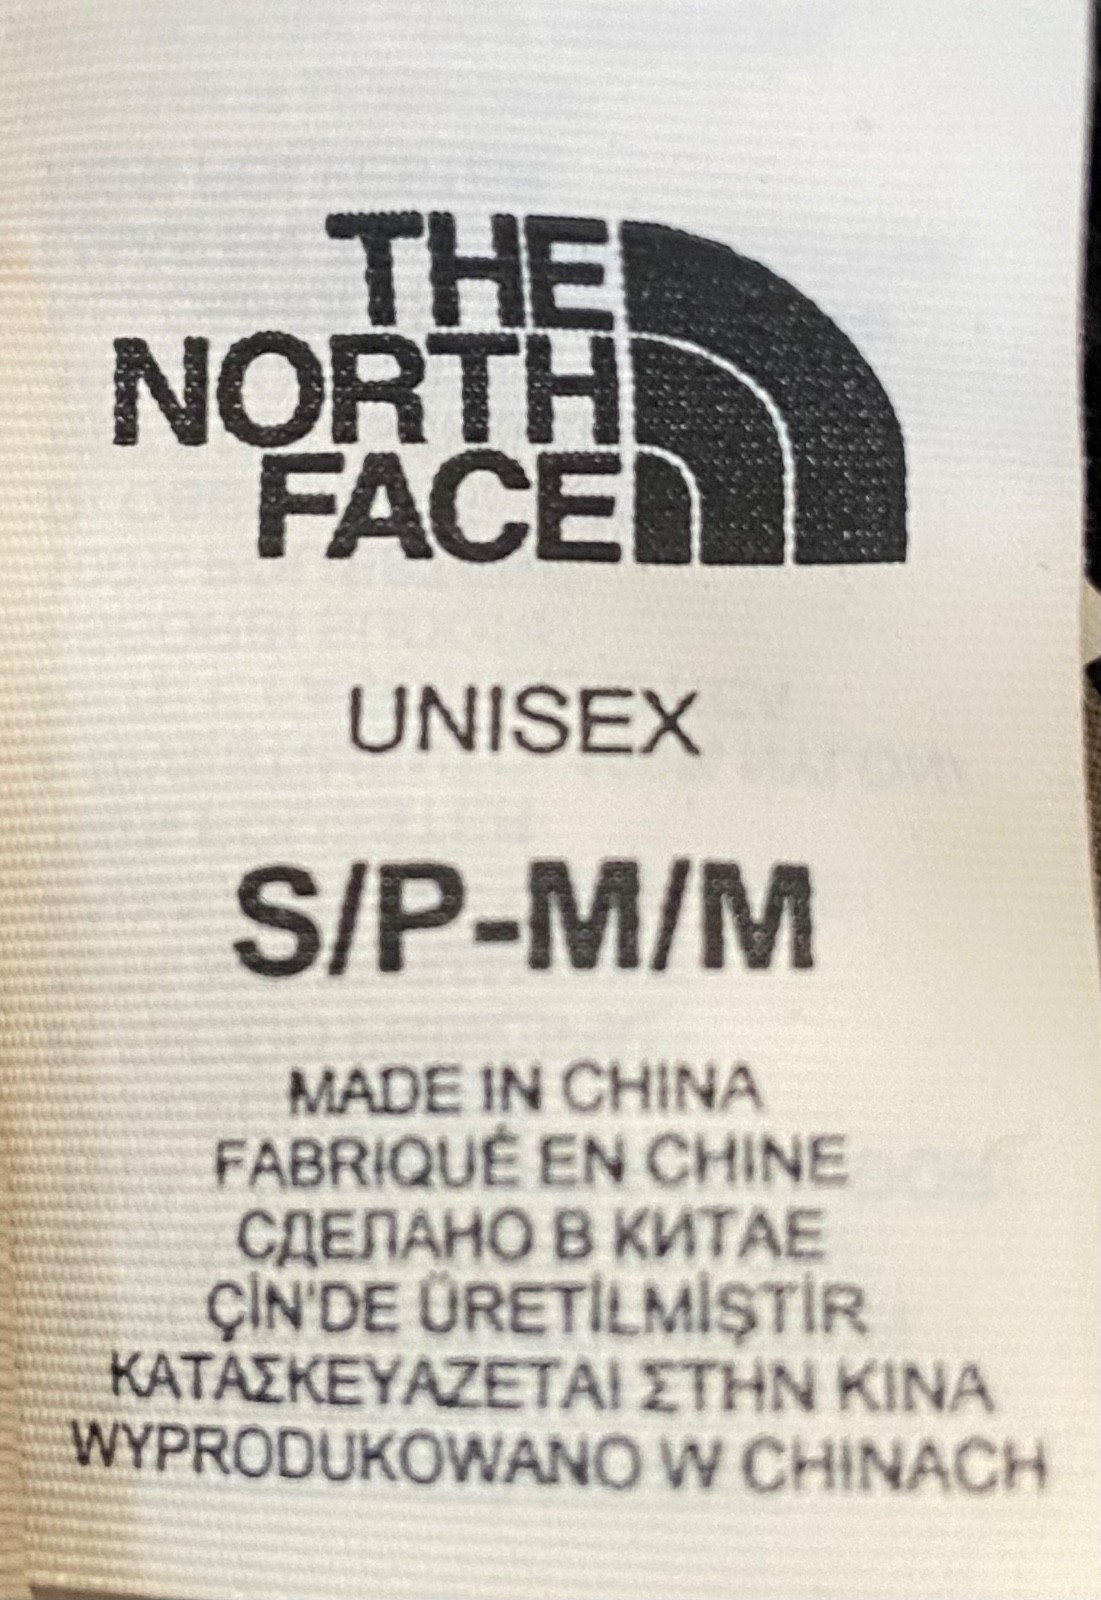 THE
NORTH
FACE
UNISEX
S/P-M/M
MADE IN CHINA
FABRIQUÉ EN CHINE
СДЕЛАНО В КИТАЕ
ÇİN'DE ÜRETİLMİŞTİR
ΚΑΤΑΣΚΕΥΑΖΕΤΑΙ ΣΤΗΝ ΚΙΝΑ
WYPRODUKOWANO W CHINACH